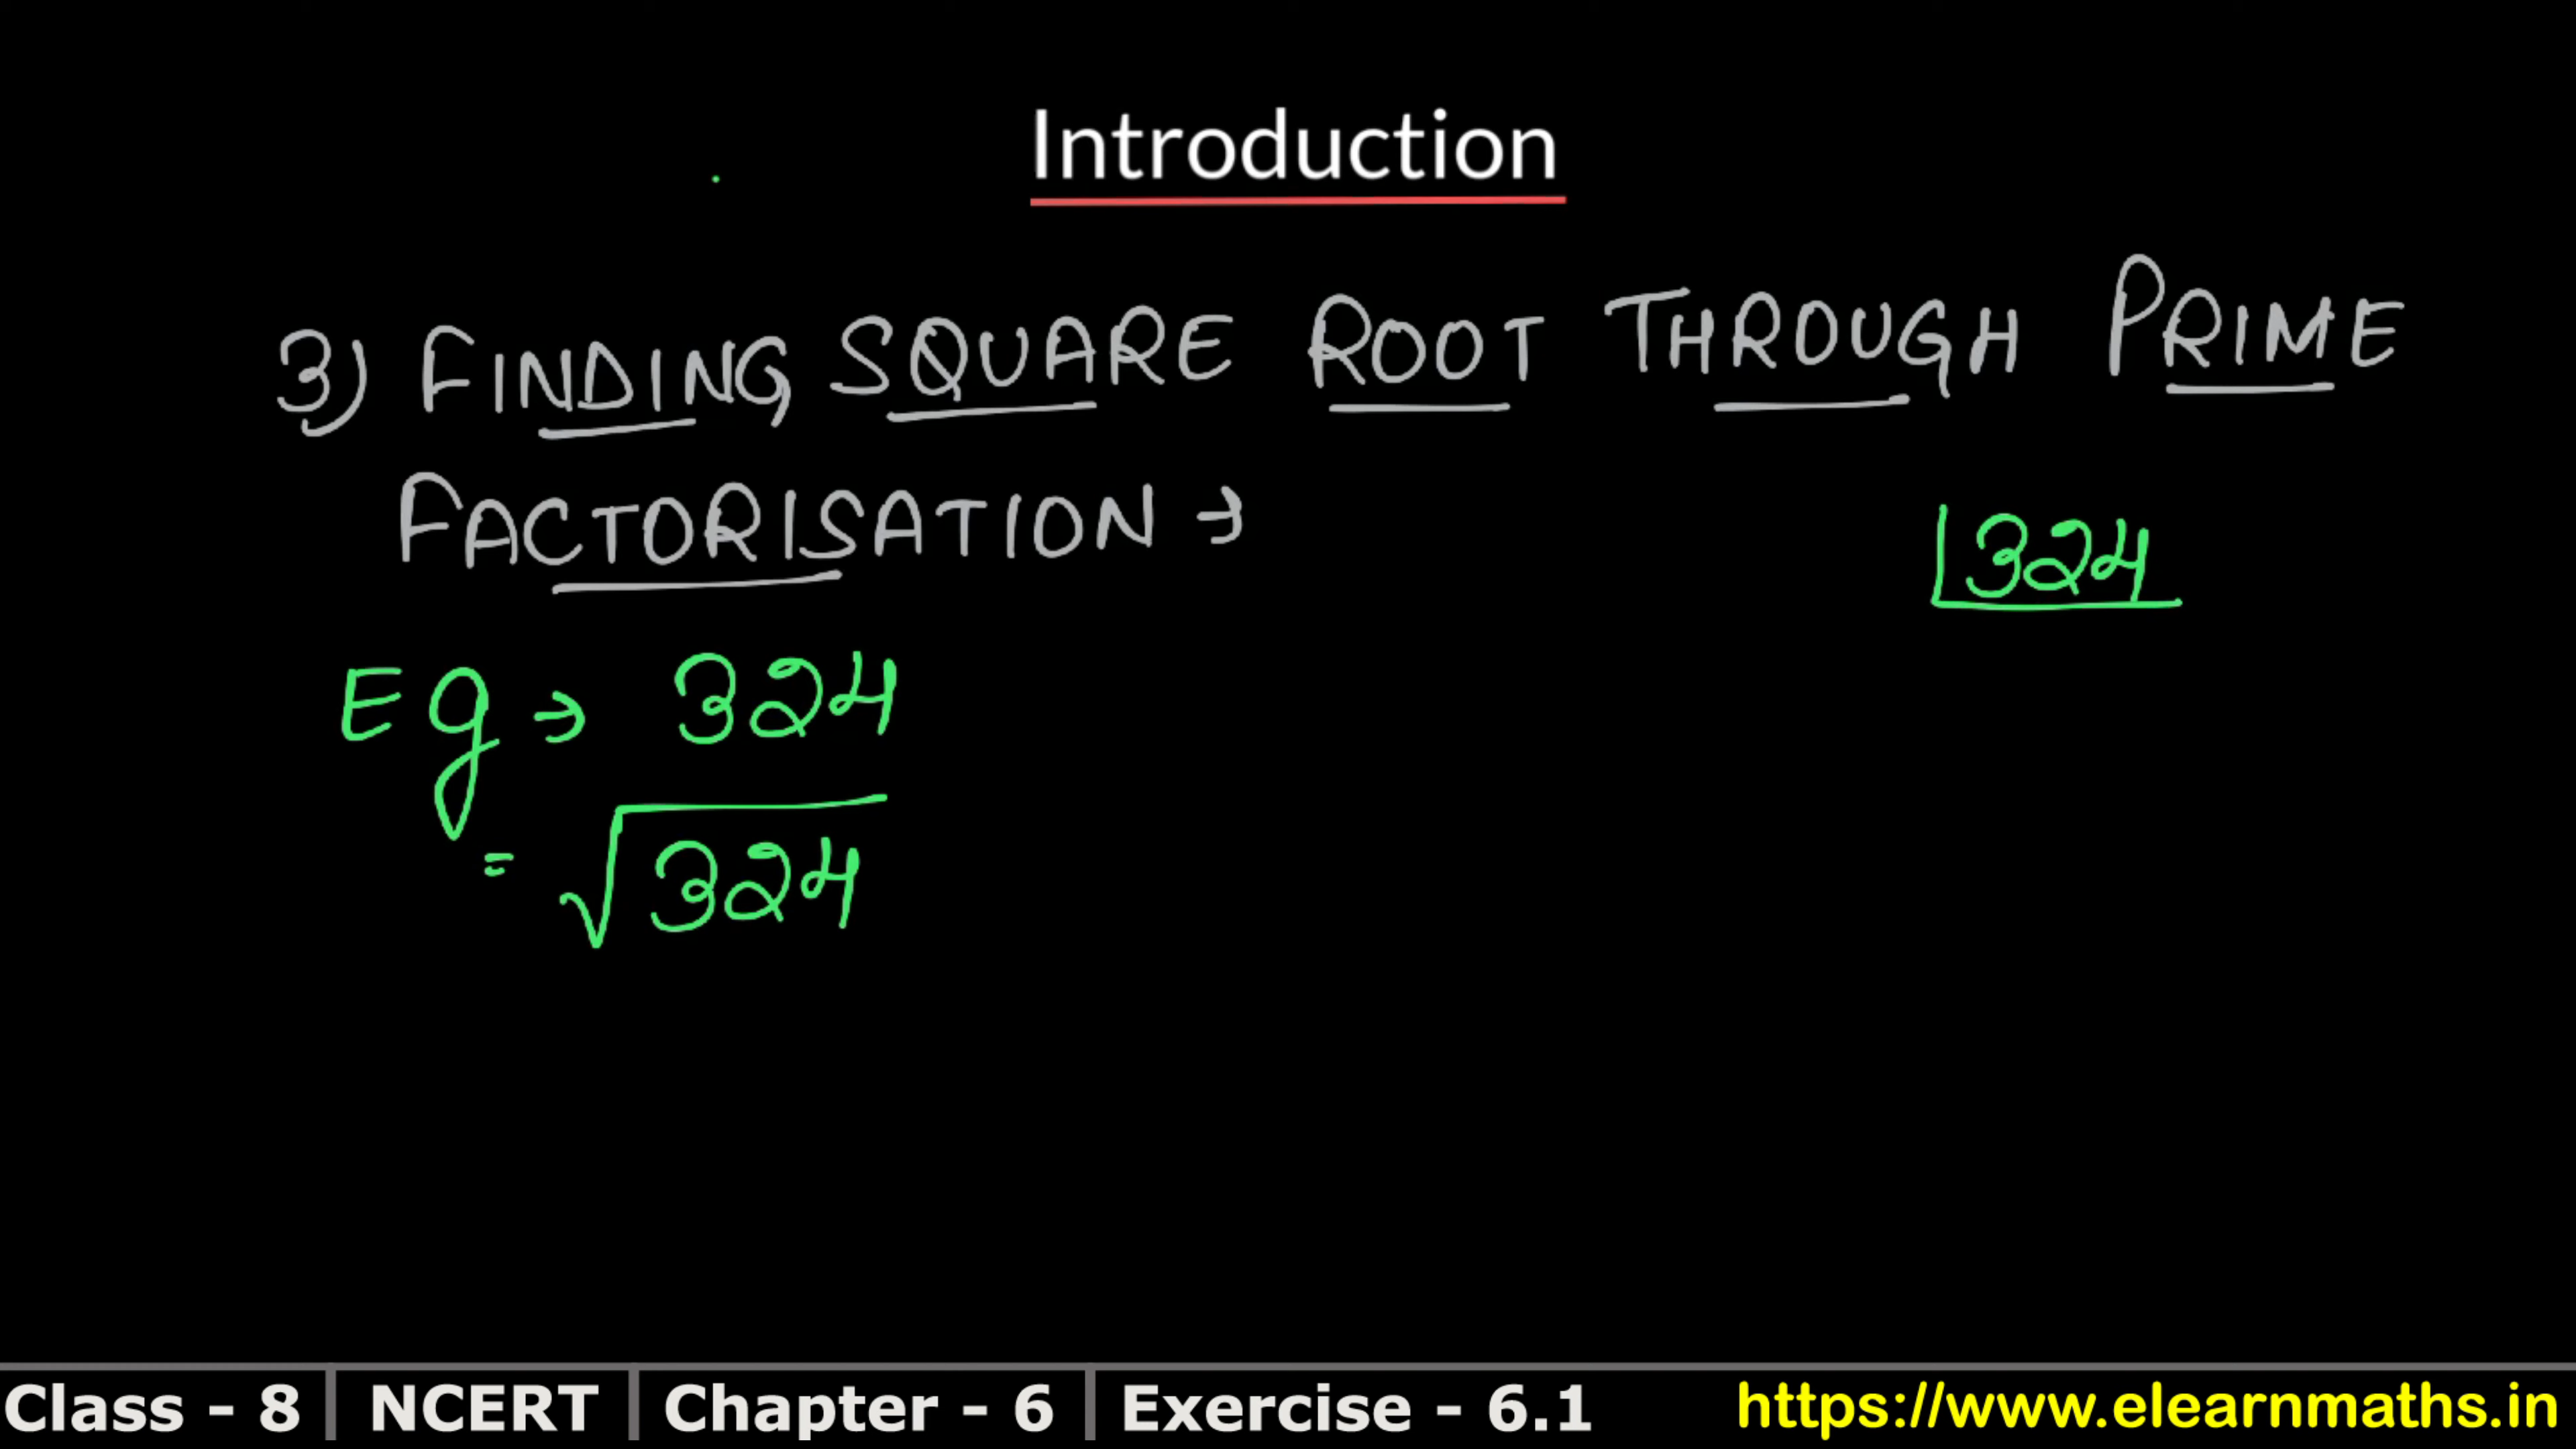 Introduction
3) FINDING SQUARE ROOT THROUGH PRIME
FACTORISATION →
324
Eg → 324
= √324
Class - 8 | NCERT | Chapter - 6 | Exercise - 6.1 https://www.elearnmaths.in